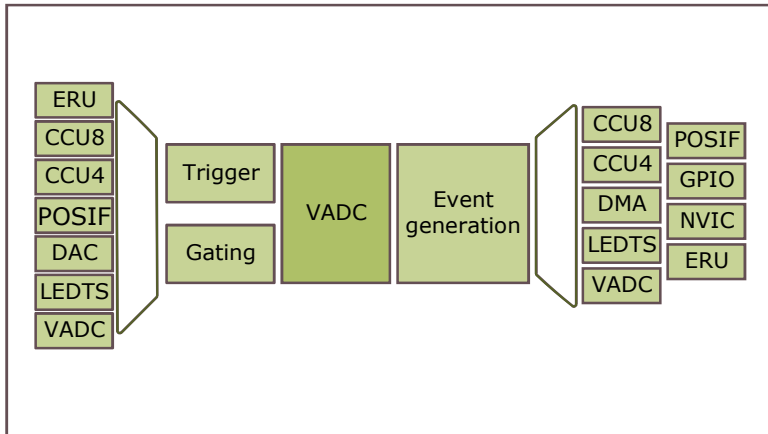 ERU
CCU8
CCU4
POSIF
DAC
LEDTS
VADC
Trigger
Gating
VADC
Event
generation
CCU8
CCU4
DMA
LEDTS
VADC
POSIF
GPIO
NVIC
ERU